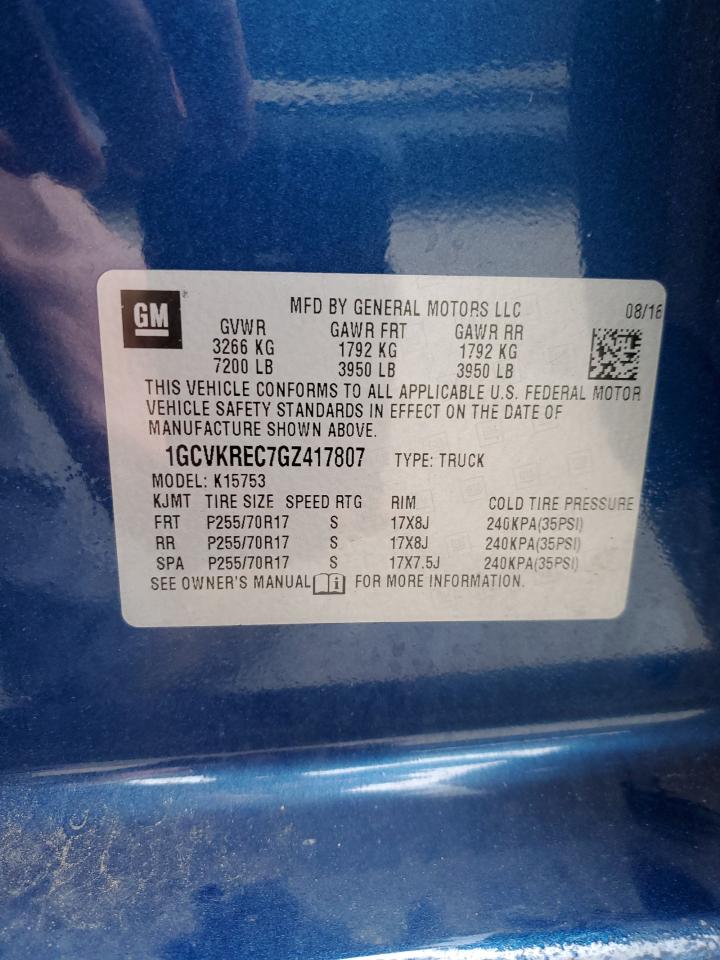 GM
MFD BY GENERAL MOTORS LLC 08/16
GVWR GAWR FRT GAWR RR
3266 KG 1792 KG 1792 KG
7200 LB 3950 LB 3950 LB
THIS VEHICLE CONFORMS TO ALL APPLICABLE U.S. FEDERAL MOTOR
VEHICLE SAFETY STANDARDS IN EFFECT ON THE DATE OF
MANUFACTURE SHOWN ABOVE.
1GCVKREC7GZ417807 TYPE: TRUCK
MODEL: K15753
KJMT TIRE SIZE SPEED RTG RIM COLD TIRE PRESSURE
FRT P255/70R17 S 17X8J 240KPA(35PSI)
RR P255/70R17 S 17X8J 240KPA(35PSI)
SPA P255/70R17 S 17X7.5J 240KPA(35PSI)
SEE OWNER'S MANUAL i FOR MORE INFORMATION.